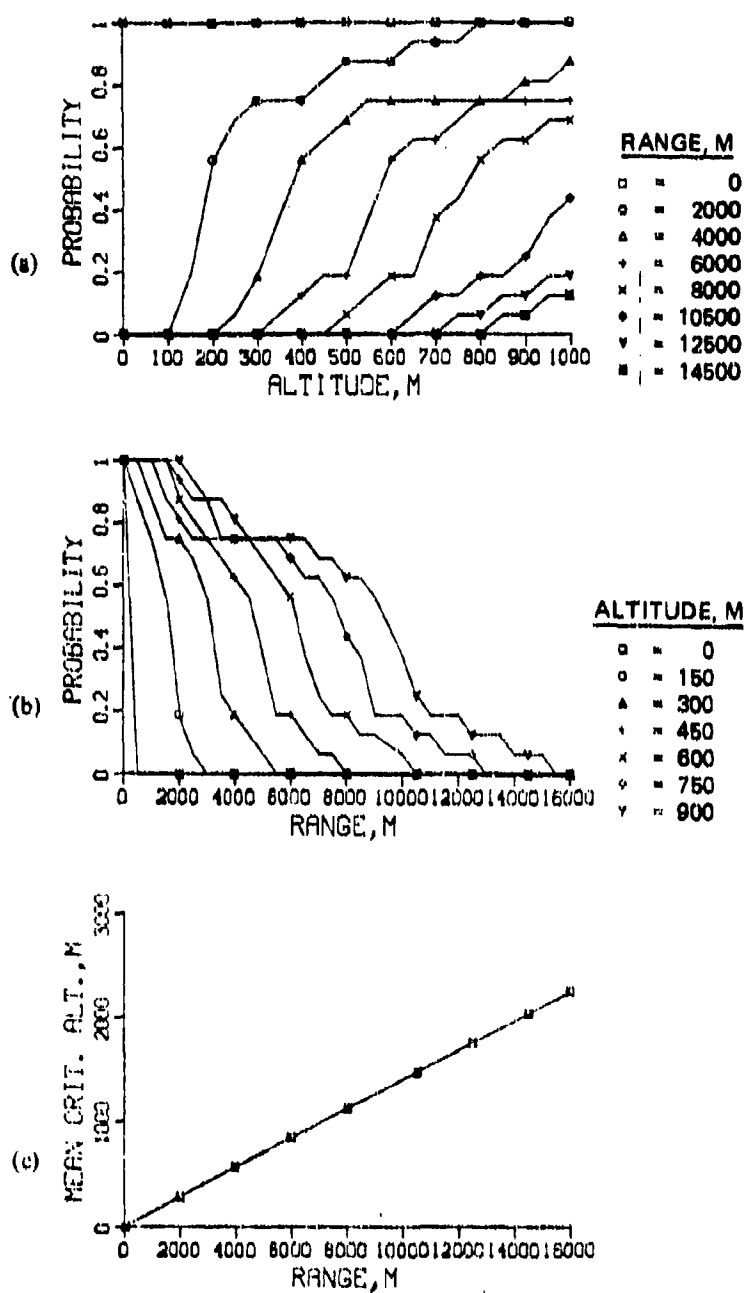 (a)
PROBABILITY
1
0.8
0.6
0.4
0.2
0
0 100 200 300 400 500 600 700 800 900 1000
ALTITUDE, M
RANGE, M
= 0
= 2000
= 4000
= 6000
= 8000
= 10500
= 12500
= 14500
(b)
PROBABILITY
1
0.8
0.6
0.4
0.2
0
0 2000 4000 6000 8000 10000 12000 14000 16000
RANGE, M
ALTITUDE, M
= 0
= 150
= 300
= 450
= 600
= 750
= 900
(c)
MEAN CRIT. ALT., M
3000
2000
1000
0
0 2000 4000 6000 8000 10000 12000 14000 16000
RANGE, M